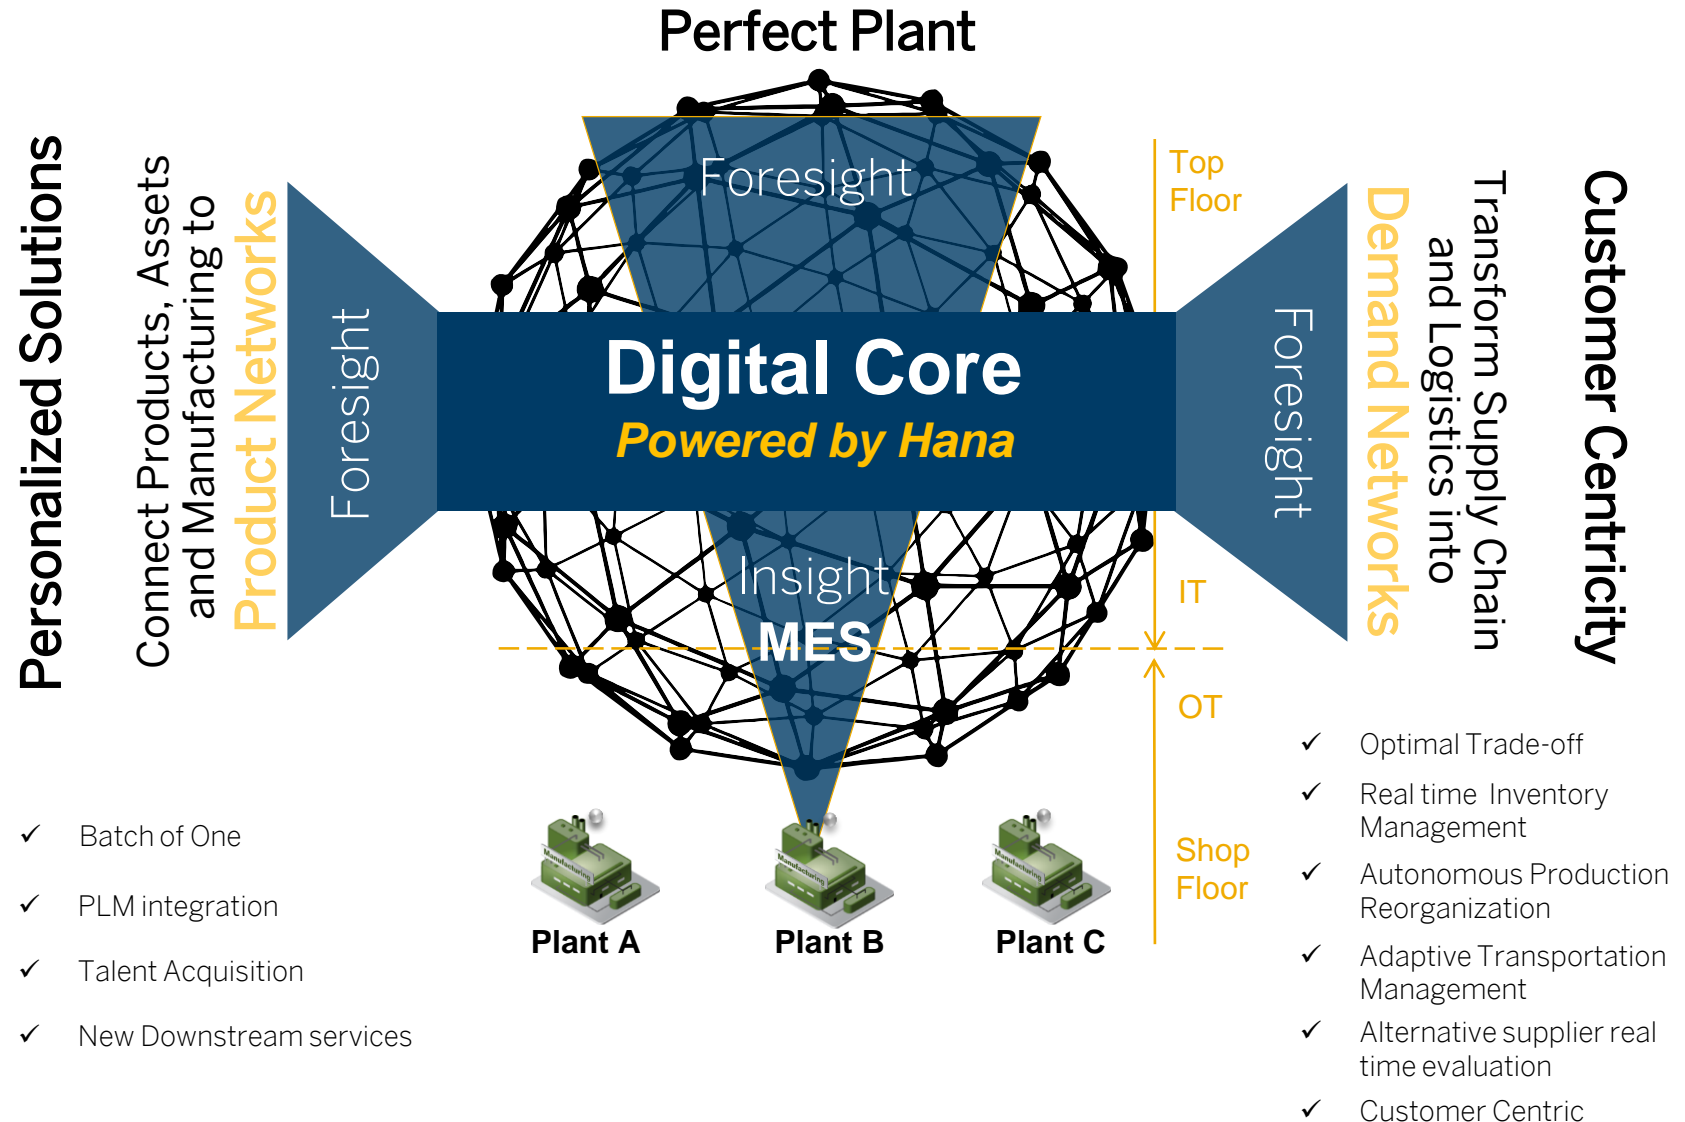 Perfect Plant
Personalized Solutions
Connect Products, Assets
and Manufacturing to
Product Networks
Foresight
Foresight
Digital Core
Powered by Hana
Insight
MES
Top
Floor
IT
OT
Shop
Floor
Foresight
Demand Networks
Transform Supply Chain
and Logistics into
Customer Centricity
Manufacturing
Manufacturing
Manufacturing
Plant A
Plant B
Plant C
✓ Batch of One
✓ PLM integration
✓ Talent Acquisition
✓ New Downstream services
✓ Optimal Trade-off
✓ Real time Inventory
Management
✓ Autonomous Production
Reorganization
✓ Adaptive Transportation
Management
✓ Alternative supplier real
time evaluation
✓ Customer Centric